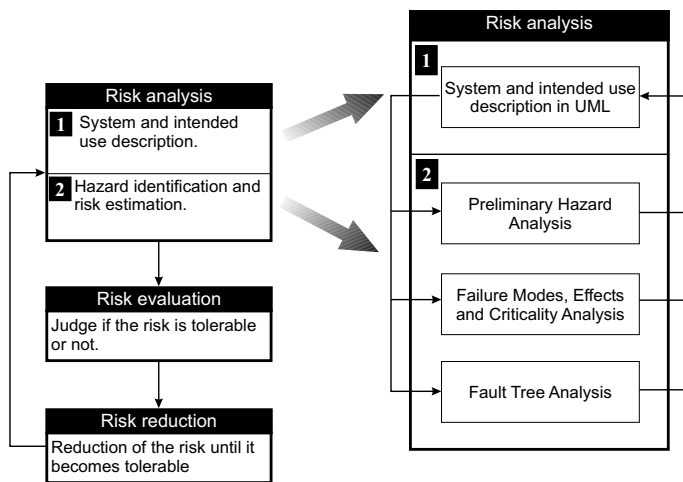 Risk analysis
1 System and intended
use description.
2 Hazard identification and
risk estimation.
Risk evaluation
Judge if the risk is tolerable
or not.
Risk reduction
Reduction of the risk until it
becomes tolerable
Risk analysis
1
System and intended use
description in UML
2
Preliminary Hazard
Analysis
Failure Modes, Effects
and Criticality Analysis
Fault Tree Analysis